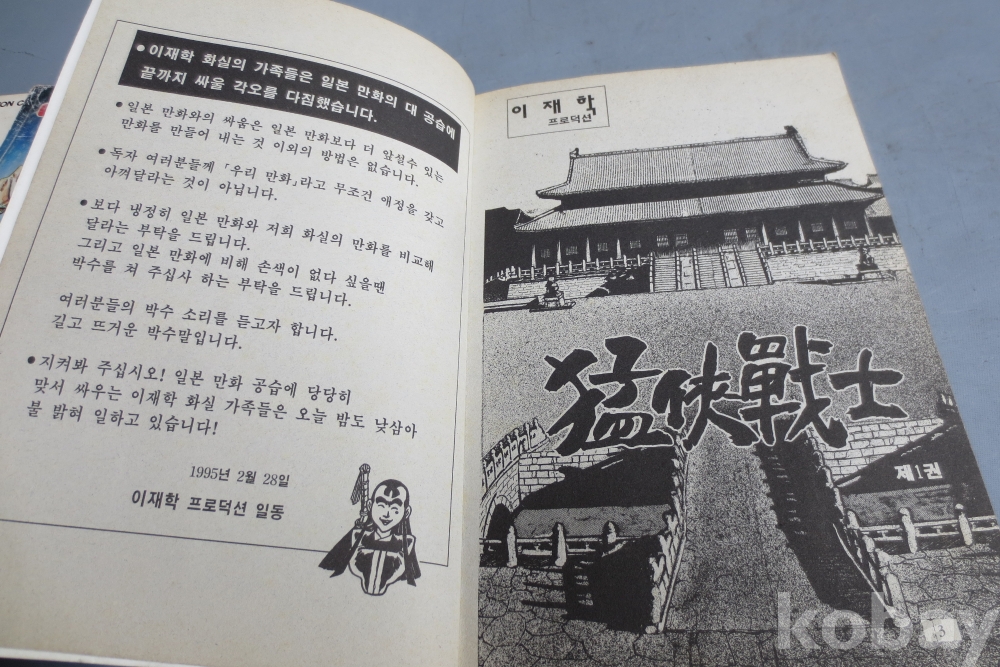 • 이재학 화실의 가족들은 일본 만화의 대 공습에
끝까지 싸울 각오를 다짐했습니다.
• 일본 만화와의 싸움은 일본 만화보다 더 앞설수 있는
만화를 만들어 내는 것 이외의 방법은 없습니다.
• 독자 여러분들께 「우리 만화」라고 무조건 애정을 갖고
아껴달라는 것이 아닙니다.
• 보다 냉정히 일본 만화와 저희 화실의 만화를 비교해
달라는 부탁을 드립니다.
그리고 일본 만화에 비해 손색이 없다 싶을땐
박수를 쳐 주십사 하는 부탁을 드립니다.
여러분들의 박수 소리를 듣고자 합니다.
길고 뜨거운 박수말입니다.
• 지켜봐 주십시오! 일본 만화 공습에 당당히
맞서 싸우는 이재학 화실 가족들은 오늘 밤도 낮삼아
불 밝혀 일하고 있습니다!
1995년 2월 28일
이재학 프로덕션 일동
이재학
프로덕션
猛俠戰士
제1권
3
kobay